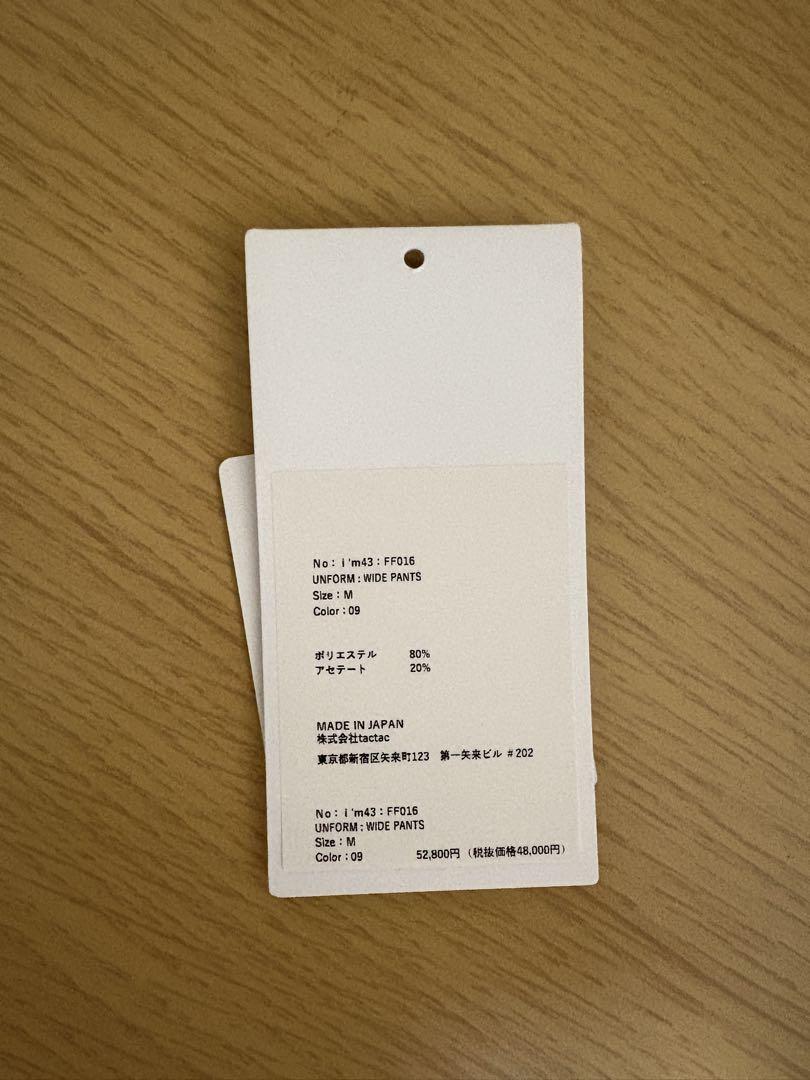 No：i'm43：FF016
UNFORM : WIDE PANTS
Size : M
Color : 09
ポリエステル 80%
アセテート 20%
MADE IN JAPAN
株式会社tactac
東京都新宿区矢来町123 第一矢来ビル #202
No：i'm43：FF016
UNFORM : WIDE PANTS
Size : M
Color : 09 52,800円（税抜価格48,000円）